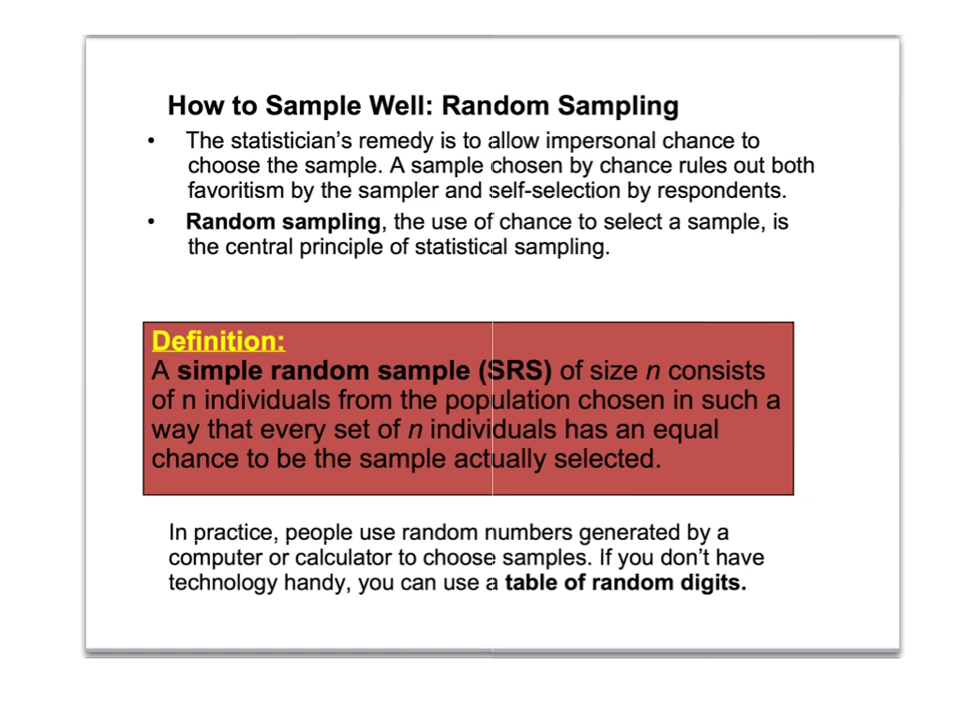 How to Sample Well: Random Sampling
• The statistician’s remedy is to allow impersonal chance to
choose the sample. A sample chosen by chance rules out both
favoritism by the sampler and self-selection by respondents.
• Random sampling, the use of chance to select a sample, is
the central principle of statistical sampling.
Definition:
A simple random sample (SRS) of size n consists
of n individuals from the population chosen in such a
way that every set of n individuals has an equal
chance to be the sample actually selected.
In practice, people use random numbers generated by a
computer or calculator to choose samples. If you don’t have
technology handy, you can use a table of random digits.